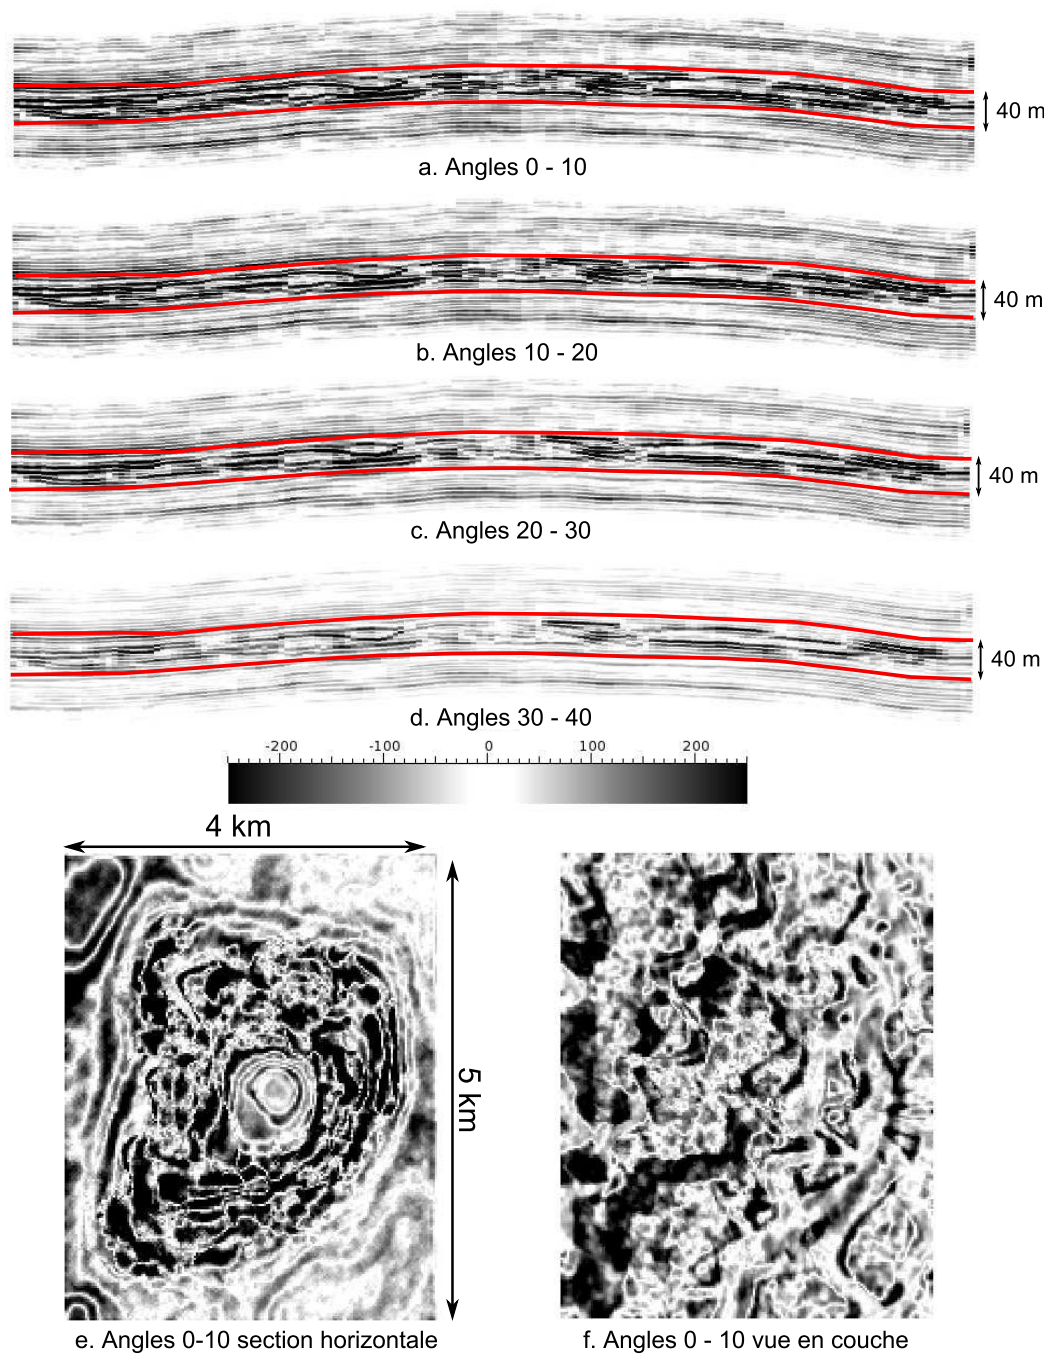 40 m
a. Angles 0 - 10
40 m
b. Angles 10 - 20
40 m
c. Angles 20 - 30
40 m
d. Angles 30 - 40
-200 -100 0 100 200
4 km
5 km
e. Angles 0-10 section horizontale
f. Angles 0 - 10 vue en couche